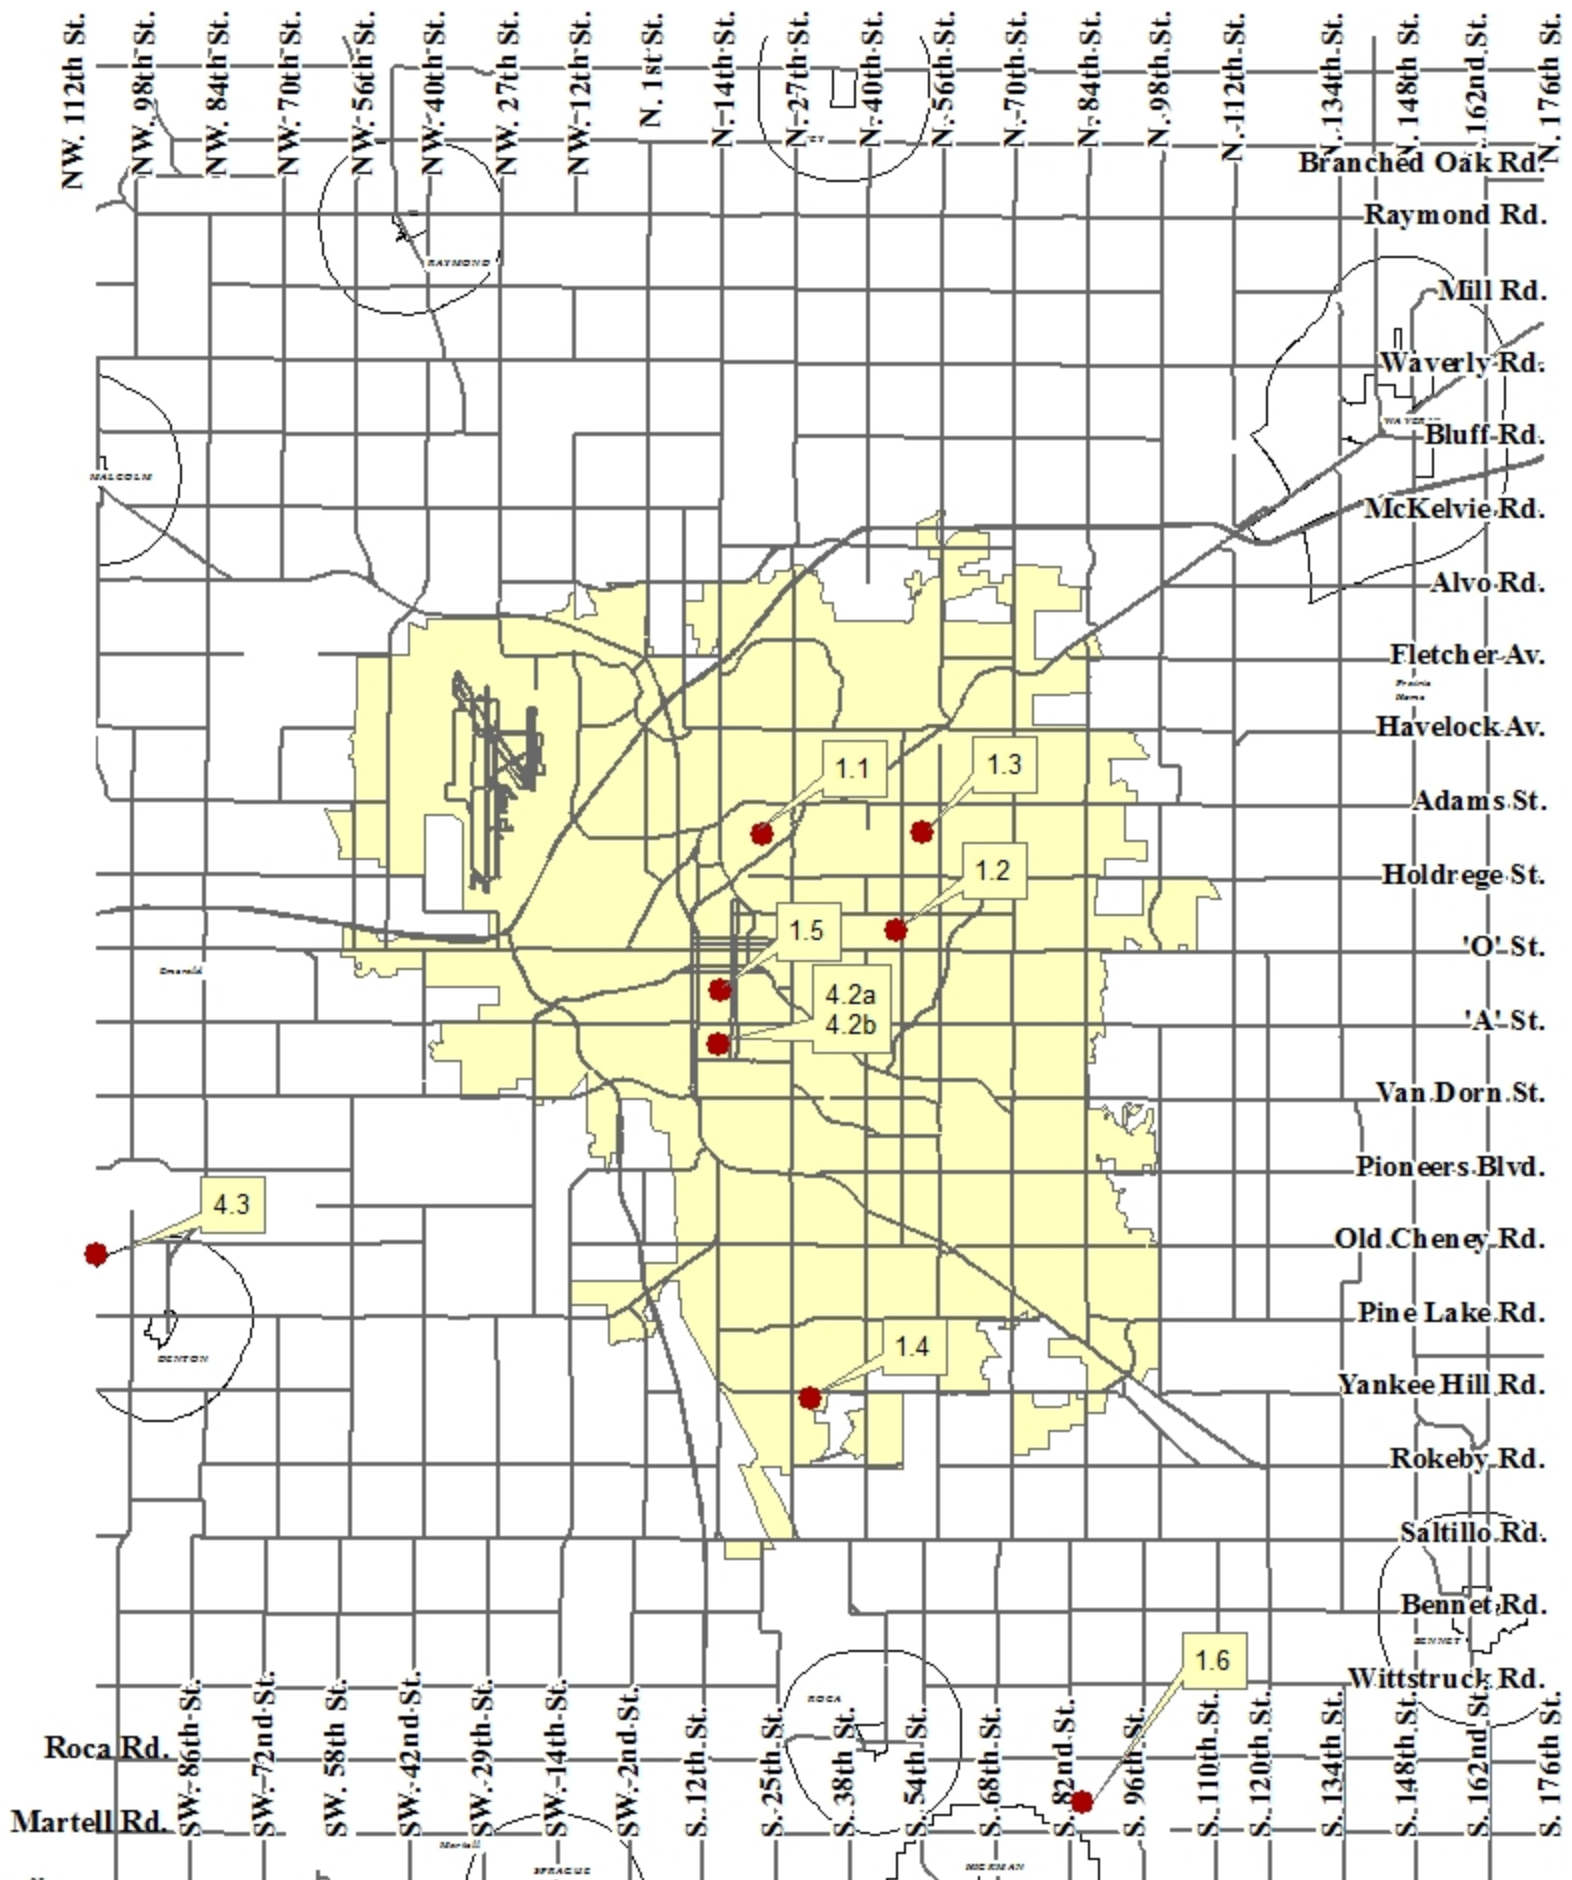 NW. 112th St.
NW. 98th St.
NW. 84th St.
NW. 70th St.
NW. 56th St.
NW. 40th St.
NW. 27th St.
NW. 12th St.
N. 1st St.
N. 14th St.
N. 27th St.
N. 40th St.
N. 56th St.
N. 70th St.
N. 84th St.
N. 98th St.
N. 112th St.
N. 134th St.
N. 148th St.
162nd St.
N. 176th St.
Branched Oak Rd.
Raymond Rd.
RAYMOND
Mill Rd.
Waverly Rd.
Bluff Rd.
MALCOLM
McKelvie Rd.
Alvo Rd.
Fletcher Av.
Prairie
Home
Havelock Av.
1.1
1.3
Adams St.
1.2
Holdrege St.
1.5
'O' St.
Emerald
4.2a
4.2b
'A' St.
Van Dorn St.
Pioneers Blvd.
4.3
Old Cheney Rd.
Pine Lake Rd.
1.4
DENTON
Yankee Hill Rd.
Rokeby Rd.
Saltillo Rd.
Bennet Rd.
BENNET
1.6
Wittstruck Rd.
ROCA
Roca Rd.
Martell Rd.
SW. 86th St.
SW. 72nd St.
SW. 58th St.
SW. 42nd St.
SW. 29th St.
SW. 14th St.
SW. 2nd St.
S. 12th St.
S. 25th St.
S. 38th St.
S. 54th St.
S. 68th St.
S. 82nd St.
S. 96th St.
S. 110th St.
S. 120th St.
S. 134th St.
S. 148th St.
S. 162nd St.
S. 176th St.
Martell
SPRAGUE
HICKMAN